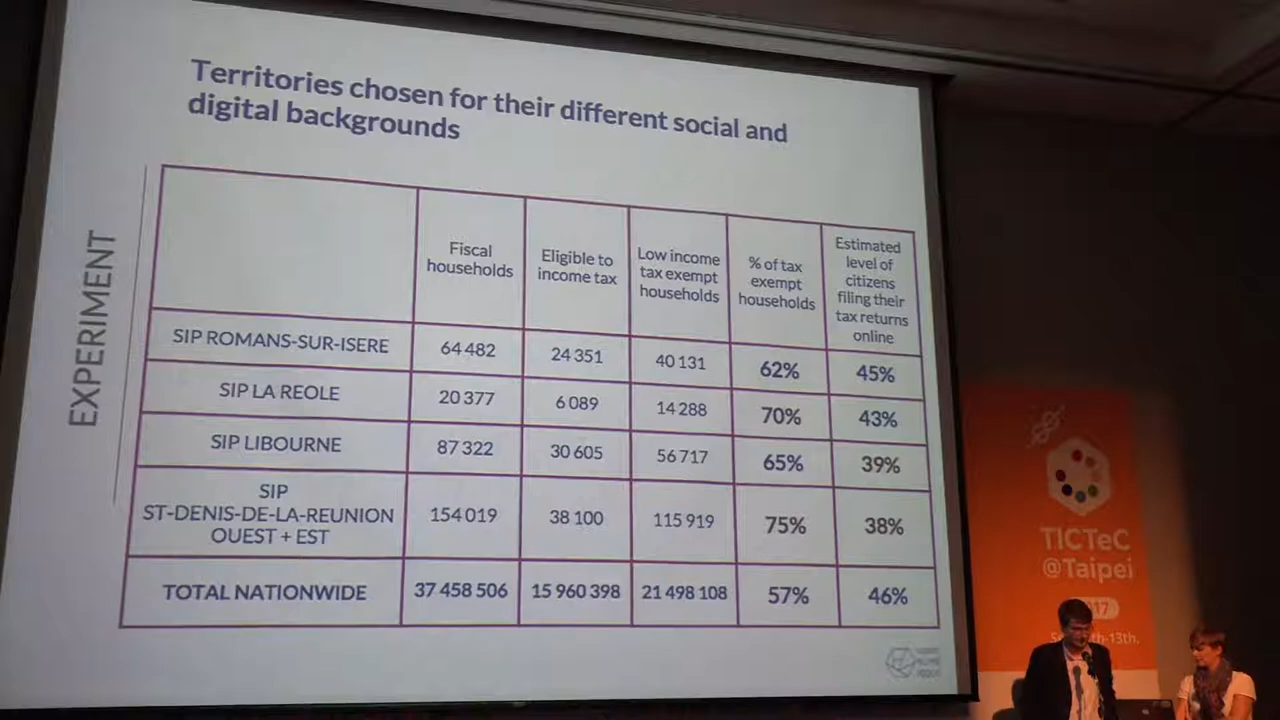 Territories chosen for their different social and
digital backgrounds
EXPERIMENT
Fiscal
households
Eligible to
income tax
Low income
tax exempt
households
% of tax
exempt
households
Estimated
level of
citizens
filing their
tax returns
online
SIP ROMANS-SUR-ISERE
64 482
24 351
40 131
62%
45%
SIP LA REOLE
20 377
6 089
14 288
70%
43%
SIP LIBOURNE
87 322
30 605
56 717
65%
39%
SIP
ST-DENIS-DE-LA-REUNION
OUEST + EST
154 019
38 100
115 919
75%
38%
TOTAL NATIONWIDE
37 458 506
15 960 398
21 498 108
57%
46%
TICTeC
@Taipei
17
th-13th.